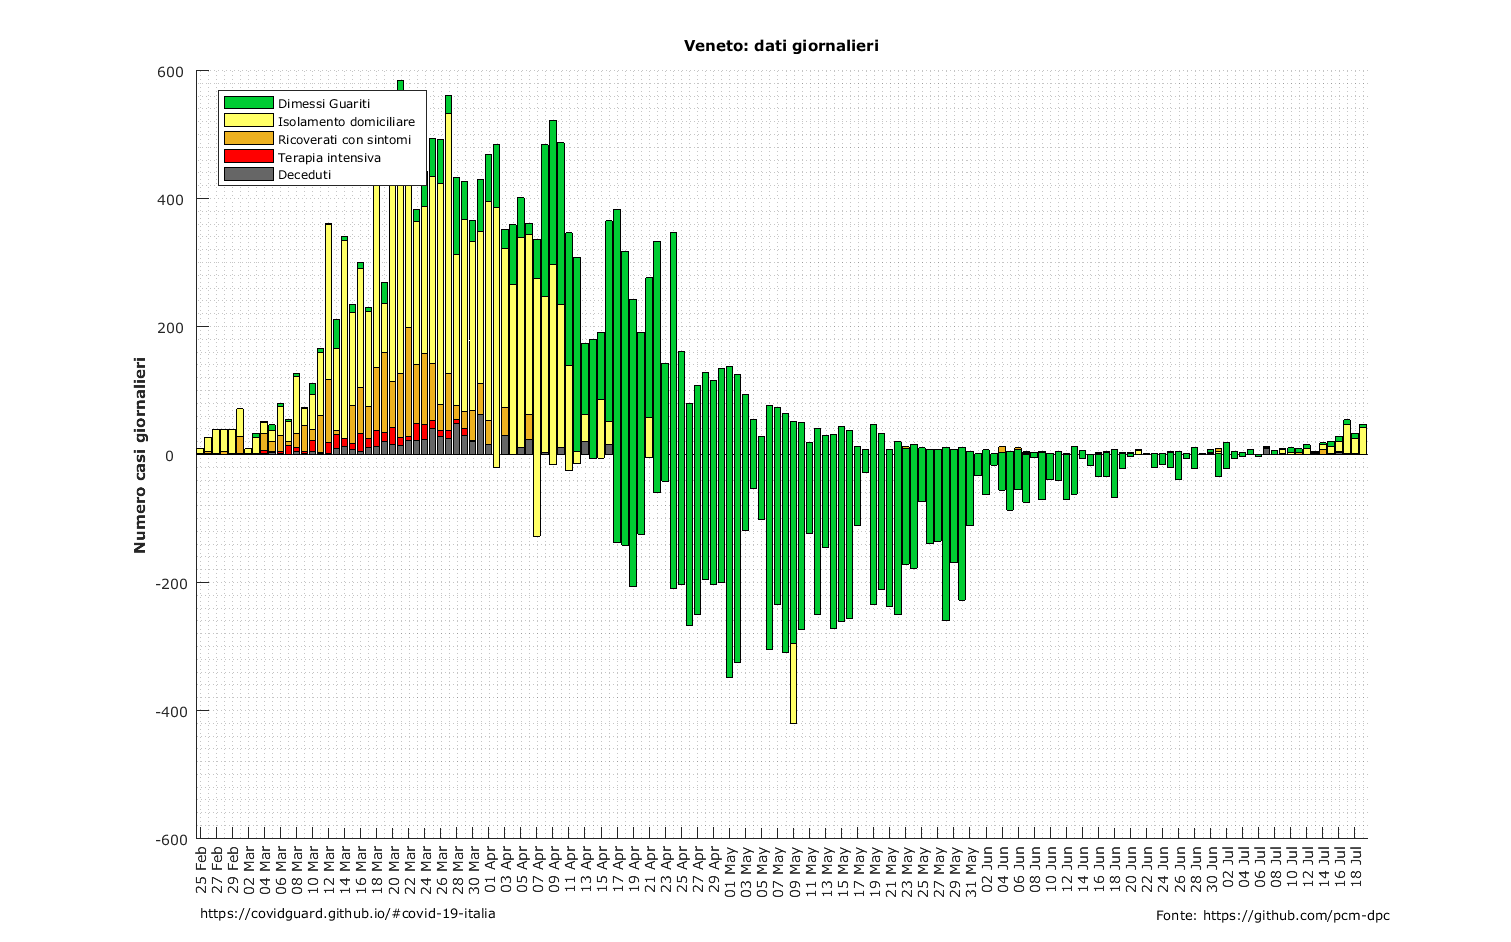 Veneto: dati giornalieri
Numero casi giornalieri
600
400
200
0
-200
-400
-600
Dimessi Guariti
Isolamento domiciliare
Ricoverati con sintomi
Terapia intensiva
Deceduti
25 Feb
27 Feb
29 Feb
02 Mar
04 Mar
06 Mar
08 Mar
10 Mar
12 Mar
14 Mar
16 Mar
18 Mar
20 Mar
22 Mar
24 Mar
26 Mar
28 Mar
30 Mar
01 Apr
03 Apr
05 Apr
07 Apr
09 Apr
11 Apr
13 Apr
15 Apr
17 Apr
19 Apr
21 Apr
23 Apr
25 Apr
27 Apr
29 Apr
01 May
03 May
05 May
07 May
09 May
11 May
13 May
15 May
17 May
19 May
21 May
23 May
25 May
27 May
29 May
31 May
02 Jun
04 Jun
06 Jun
08 Jun
10 Jun
12 Jun
14 Jun
16 Jun
18 Jun
20 Jun
22 Jun
24 Jun
26 Jun
28 Jun
30 Jun
02 Jul
04 Jul
06 Jul
08 Jul
10 Jul
12 Jul
14 Jul
16 Jul
18 Jul
https://covidguard.github.io/#covid-19-italia
Fonte: https://github.com/pcm-dpc